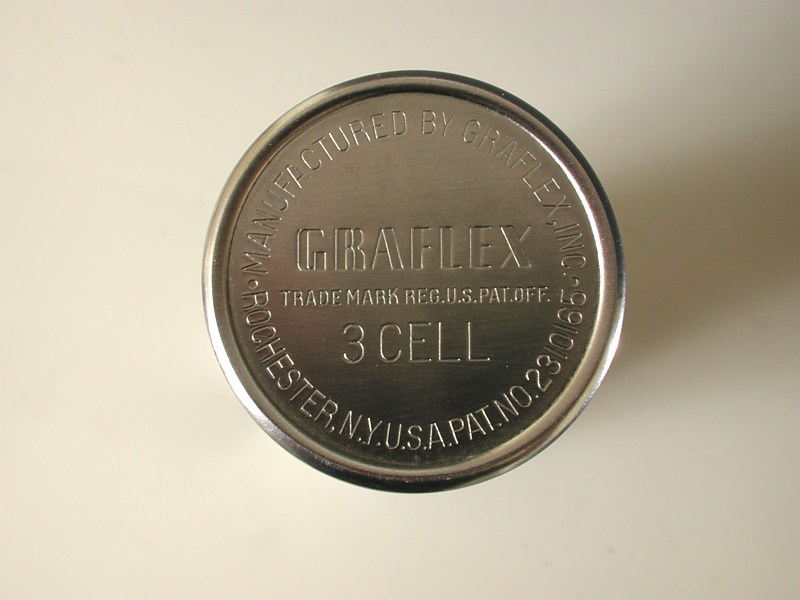 ·MANUFACTURED BY GRAFLEX, INC.·
GRAFLEX
TRADE MARK REG.U.S.PAT.OFF.
3 CELL
ROCHESTER,N.Y.U.S.A.PAT.NO.2310165